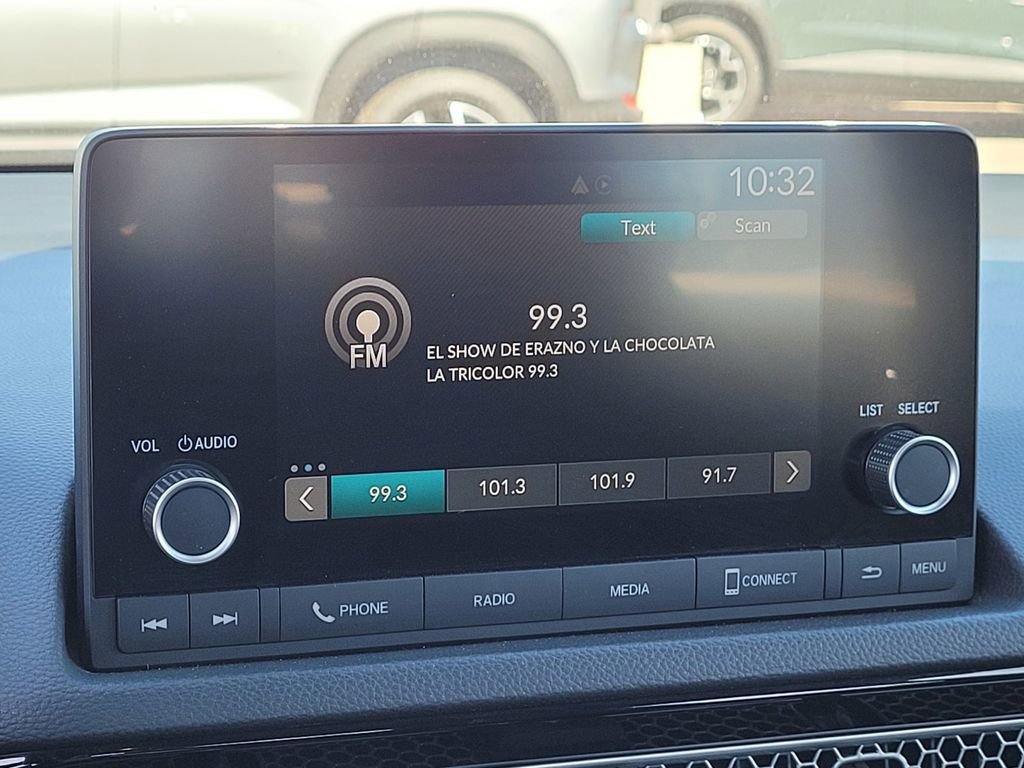 10:32
Text
Scan
99.3
FM
EL SHOW DE ERAZNO Y LA CHOCOLATA
LA TRICOLOR 99.3
LIST SELECT
VOL AUDIO
99.3 101.3 101.9 91.7
PHONE RADIO MEDIA CONNECT MENU